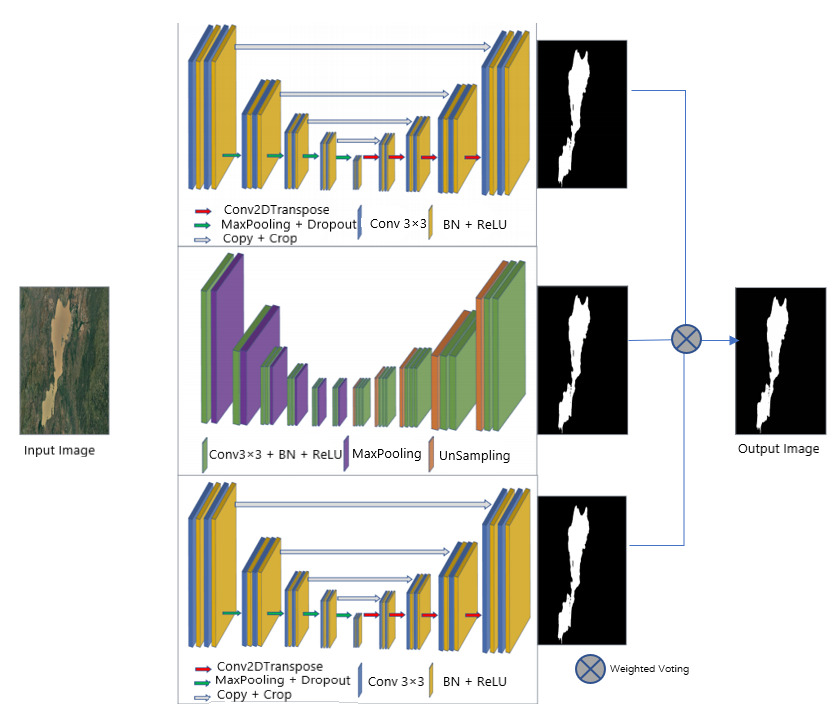 Conv2DTranspose
MaxPooling + Dropout
Conv 3×3
BN + ReLU
Copy + Crop
Input Image
Conv3×3 + BN + ReLU
MaxPooling
UnSampling
Output Image
Conv2DTranspose
MaxPooling + Dropout
Conv 3×3
BN + ReLU
Copy + Crop
Weighted Voting